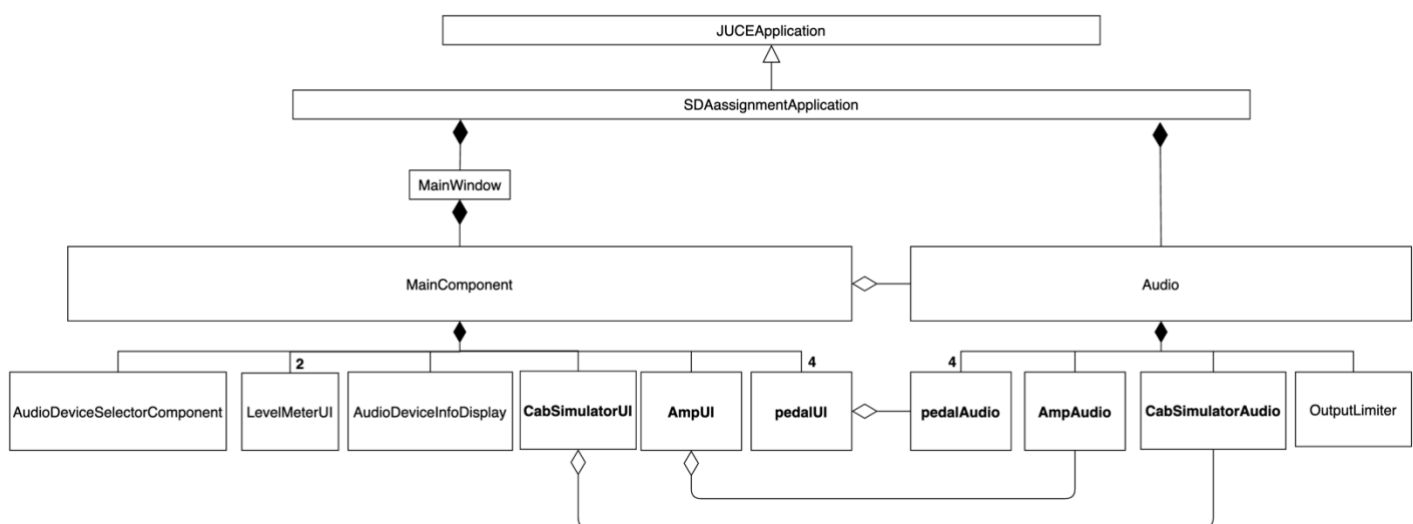 JUCEApplication
SDAassignmentApplication
MainWindow
MainComponent
Audio
2
4
4
AudioDeviceSelectorComponent
LevelMeterUI
AudioDeviceInfoDisplay
CabSimulatorUI
AmpUI
pedalUI
pedalAudio
AmpAudio
CabSimulatorAudio
OutputLimiter